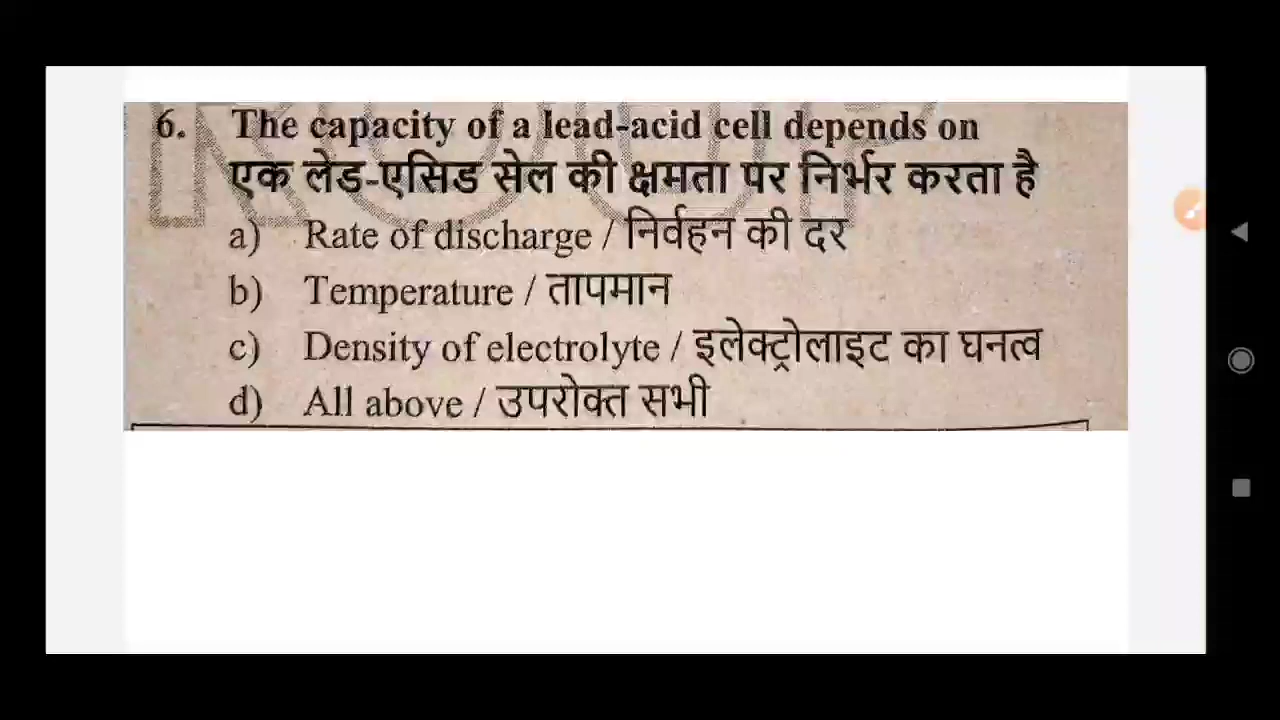 6. The capacity of a lead-acid cell depends on
एक लेड-एसिड सेल की क्षमता पर निर्भर करता है
a) Rate of discharge / निर्वहन की दर
b) Temperature / तापमान
c) Density of electrolyte / इलेक्ट्रोलाइट का घनत्व
d) All above / उपरोक्त सभी